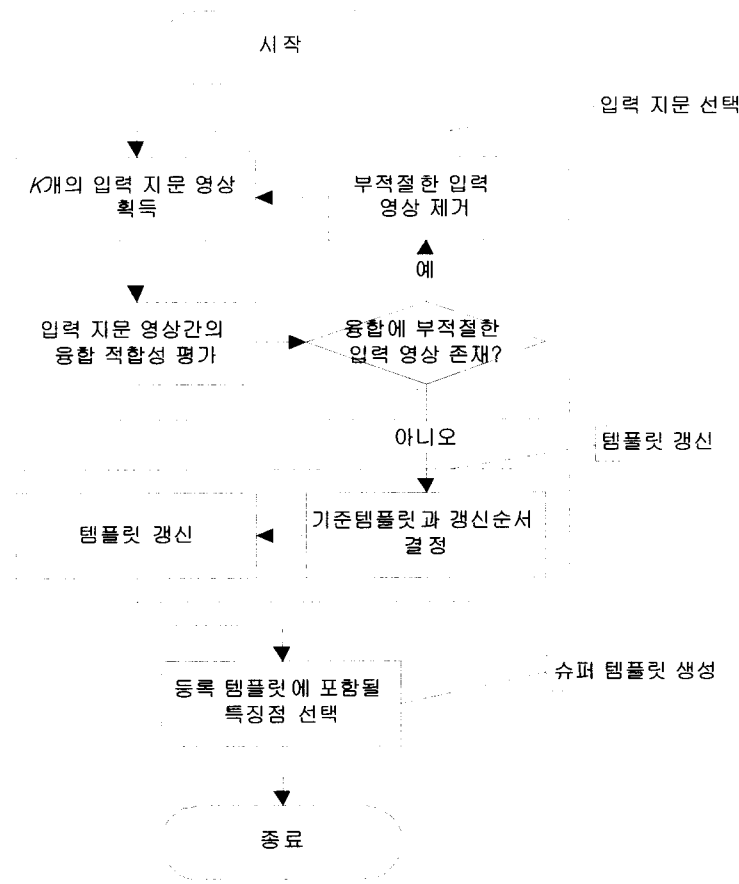 시작
입력 지문 선택
K개의 입력 지문 영상
획득
부적절한 입력
영상 제거
예
입력 지문 영상간의
융합 적합성 평가
융합에 부적절한
입력 영상 존재?
아니오
템플릿 갱신
템플릿 갱신
기준템플릿과 갱신순서
결정
등록 템플릿에 포함될
특징점 선택
슈퍼 템플릿 생성
종료